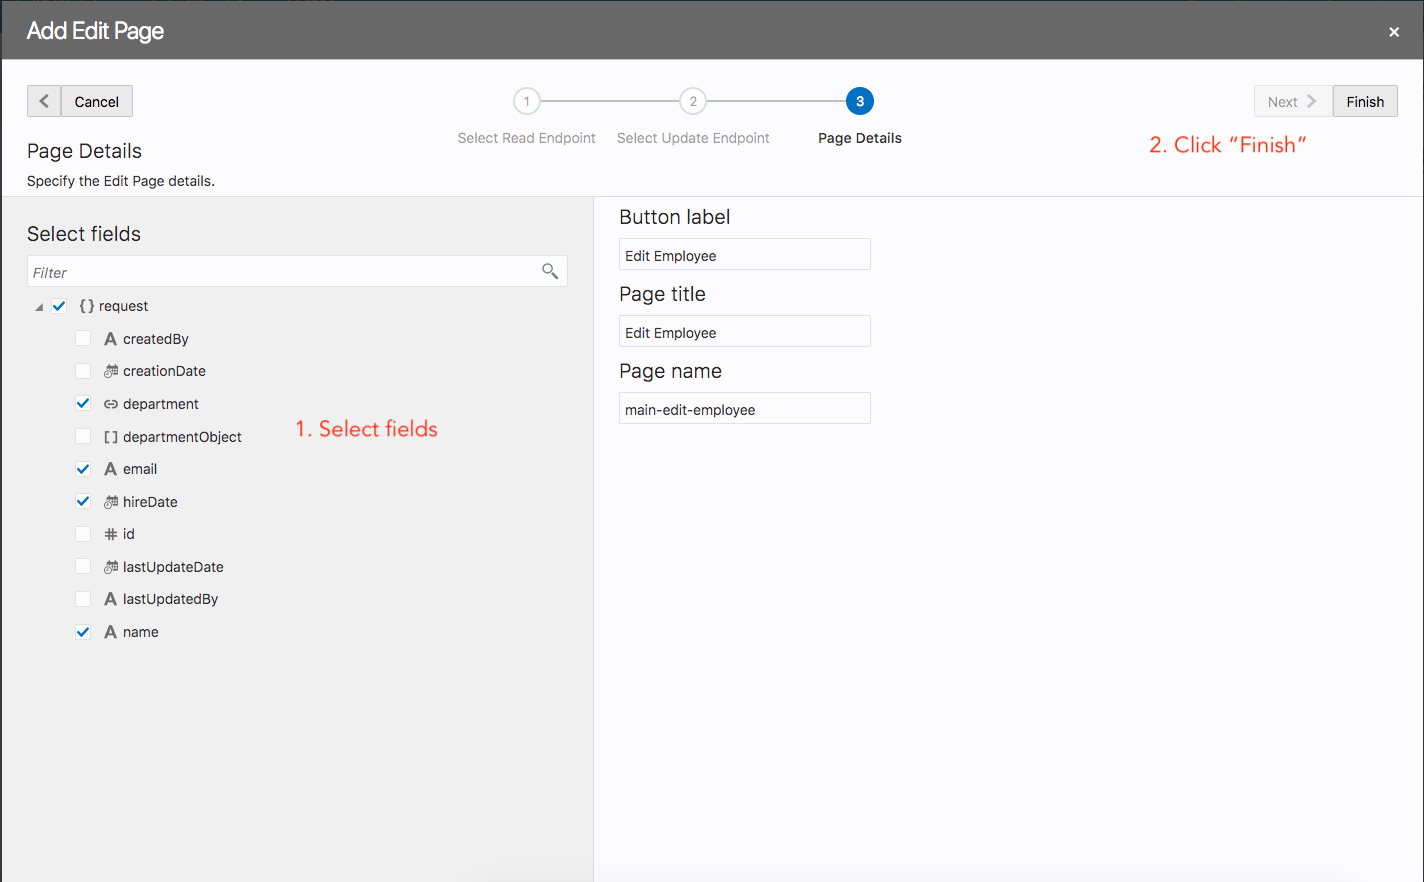 Add Edit Page
×
Cancel
1
2
3
Next
Finish
Select Read Endpoint
Select Update Endpoint
Page Details
2. Click “Finish”
Page Details
Specify the Edit Page details.
Select fields
Filter
{ } request
A createdBy
creationDate
department
[ ] departmentObject
A email
hireDate
# id
lastUpdateDate
A lastUpdatedBy
A name
1. Select fields
Button label
Edit Employee
Page title
Edit Employee
Page name
main-edit-employee